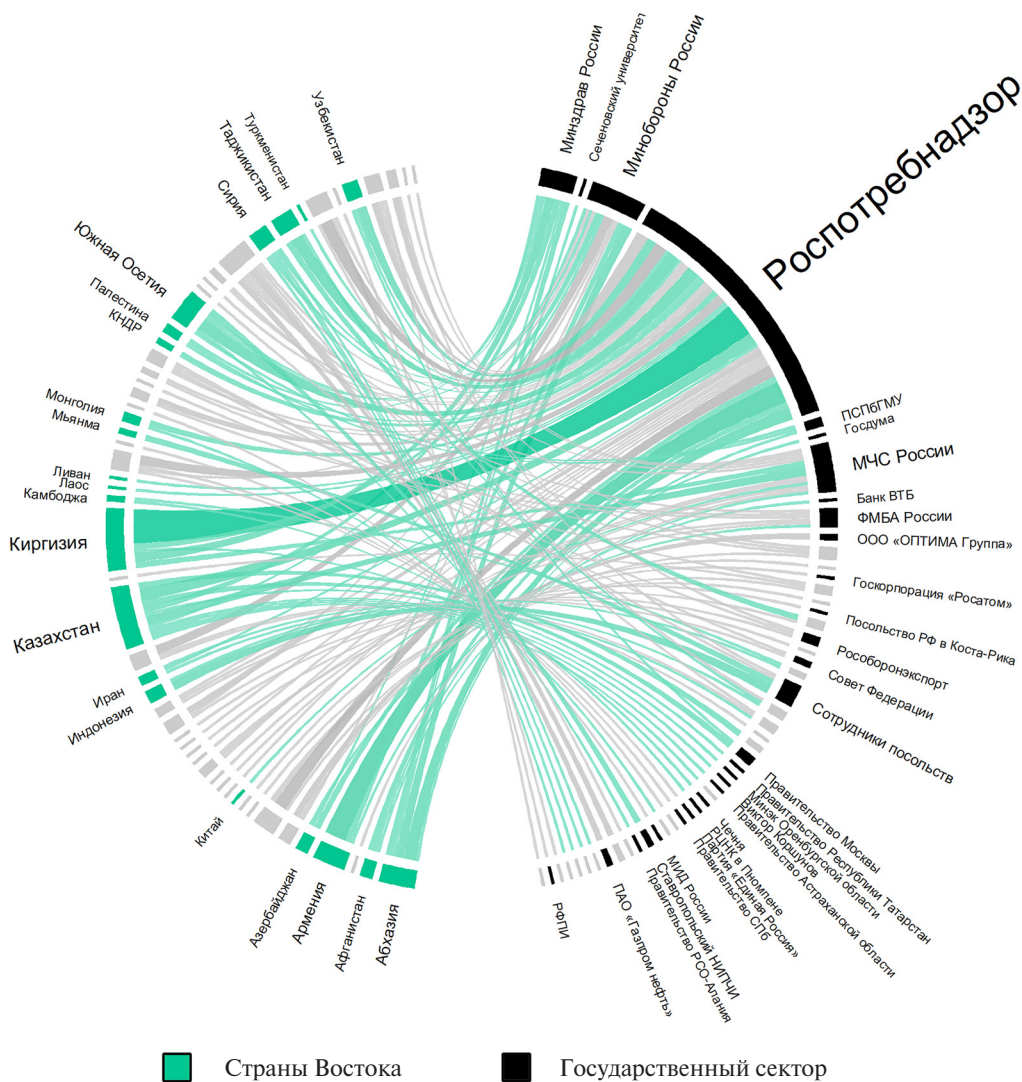 Узбекистан
Туркменистан
Таджикистан
Сирия
Южная Осетия
Палестина
КНДР
Монголия
Мьянма
Ливан
Лаос
Камбоджа
Киргизия
Казахстан
Иран
Индонезия
Китай
Азербайджан
Армения
Афганистан
Абхазия
Минздрав России
Сеченовский университет
Минобороны России
Роспотребнадзор
ПСПбГМУ
Госдума
МЧС России
Банк ВТБ
ФМБА России
ООО «ОПТИМА Группа»
Госкорпорация «Росатом»
Посольство РФ в Коста-Рика
Рособоронэкспорт
Совет Федерации
Сотрудники посольств
Правительство Москвы
Правительство Республики Татарстан
Минэк Оренбургской области
Виктор Коршунов
Правительство Астраханской области
Чечня
РЦНК в Пномпене
Партия «Единая Россия»
Правительство СПб
МИД России
Ставропольский НИПЧИ
Правительство РСО-Алания
ПАО «Газпром нефть»
РФПИ
Страны Востока
Государственный сектор